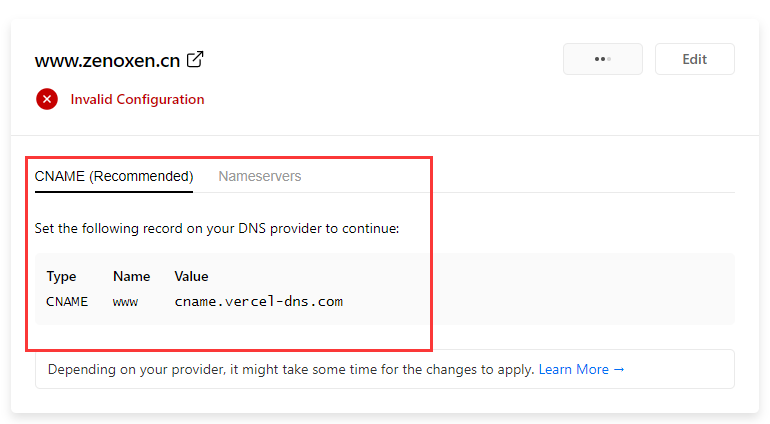 www.zenoxen.cn
Edit
Invalid Configuration
CNAME (Recommended) Nameservers
Set the following record on your DNS provider to continue:
Type Name Value
CNAME www cname.vercel-dns.com
Depending on your provider, it might take some time for the changes to apply. Learn More →